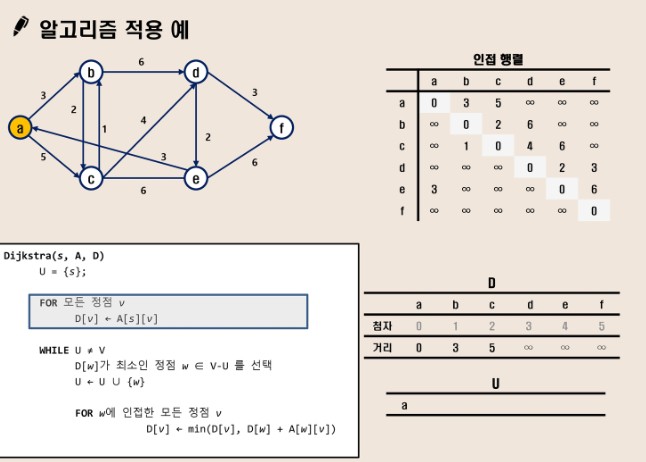 알고리즘 적용 예
인접 행렬
a b c d e f
a 0 3 5 ∞ ∞ ∞
b ∞ 0 2 6 ∞ ∞
c ∞ 1 0 4 6 ∞
d ∞ ∞ ∞ 0 2 3
e 3 ∞ ∞ ∞ 0 6
f ∞ ∞ ∞ ∞ ∞ 0
6
b d
3 2 1 4 3
a f
2
5 3 6
c e
6
Dijkstra(s, A, D)
U = {s};
FOR 모든 정점 v
D[v] ← A[s][v]
WHILE U ≠ V
D[w]가 최소인 정점 w ∈ V-U 를 선택
U ← U ∪ {w}
FOR w에 인접한 모든 정점 v
D[v] ← min(D[v], D[w] + A[w][v])
D
a b c d e f
첨자 0 1 2 3 4 5
거리 0 3 5 ∞ ∞ ∞
U
a